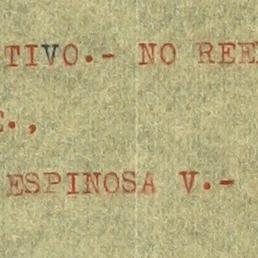 TIVO.- NO REE
E.,
ESPINOSA V.-